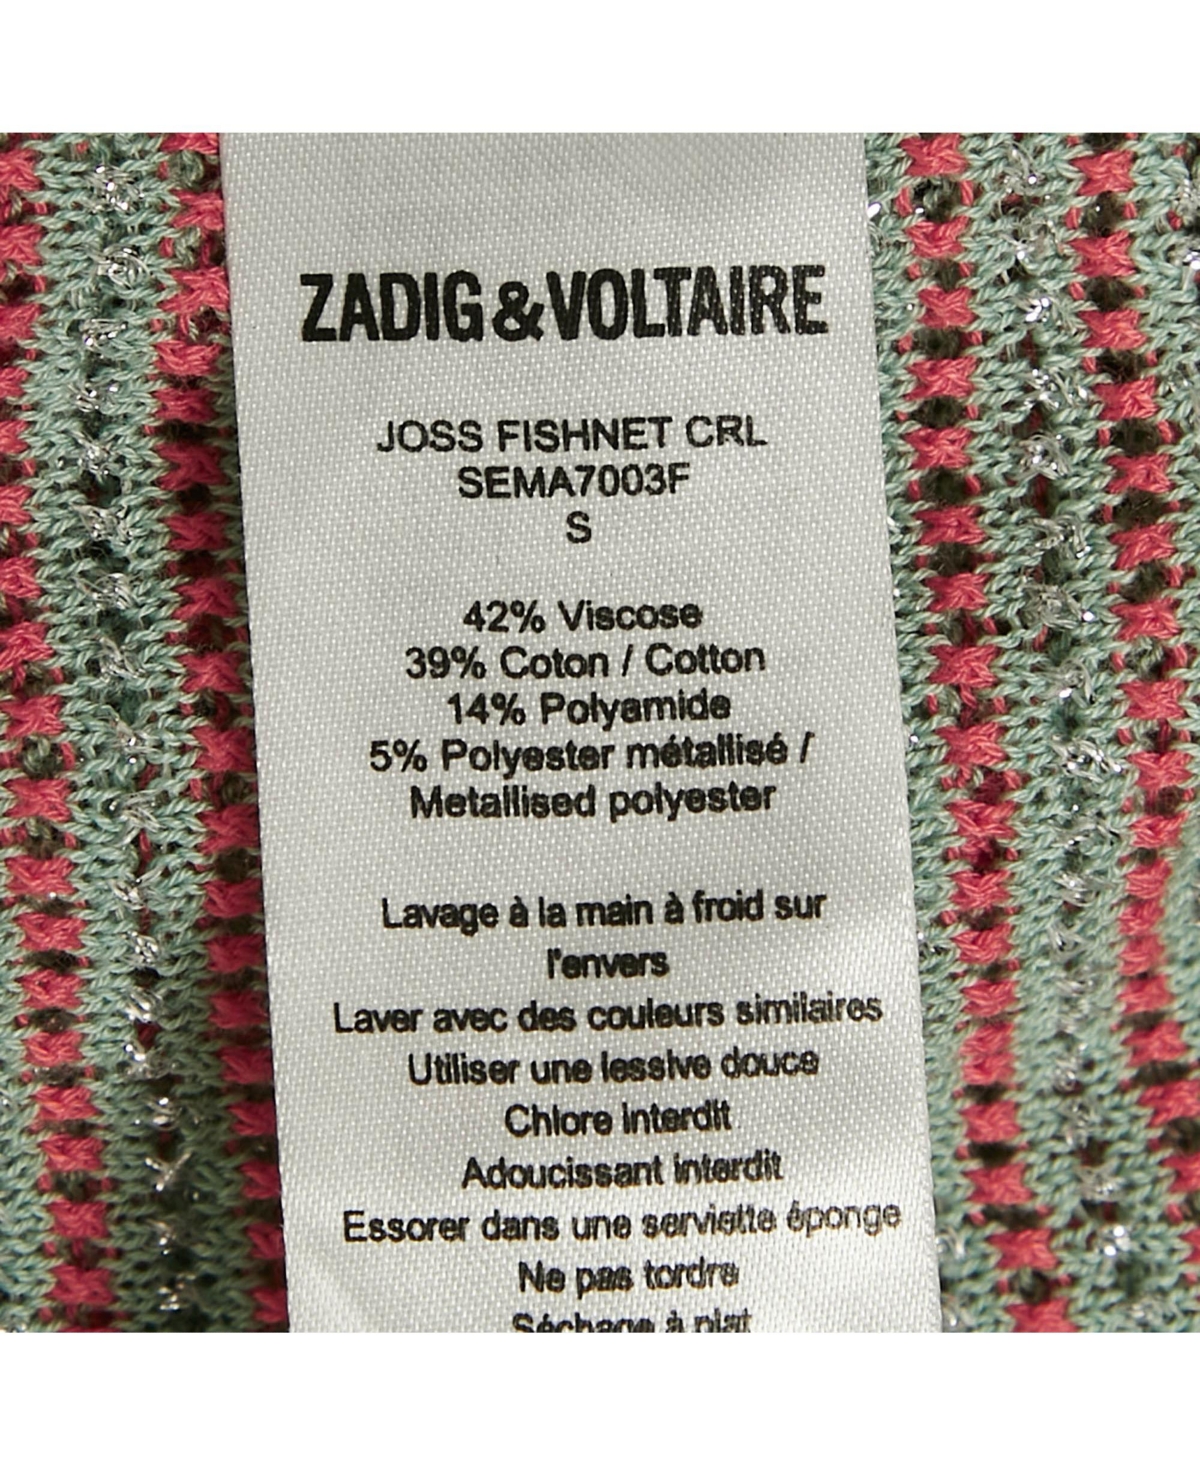 ZADIG&VOLTAIRE
JOSS FISHNET CRL
SEMA7003F
S
42% Viscose
39% Coton / Cotton
14% Polyamide
5% Polyester métallisé /
Metallised polyester
Lavage à la main à froid sur
l'envers
Laver avec des couleurs similaires
Utiliser une lessive douce
Chlore interdit
Adoucissant interdit
Essorer dans une serviette éponge
Ne pas tordre
Séchage à plat